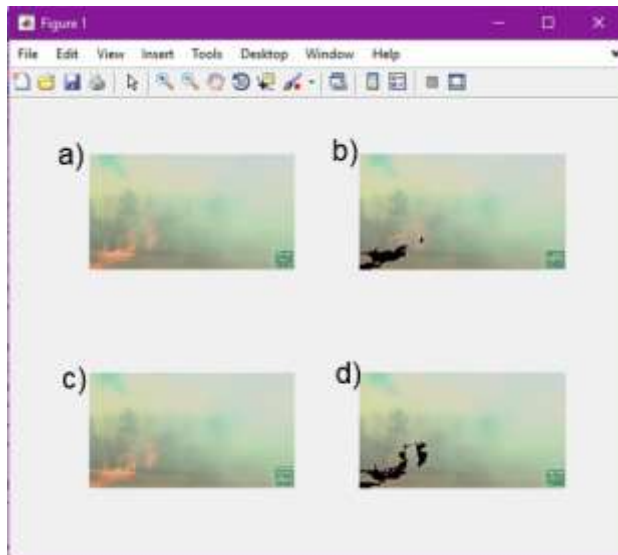 Figure 1
File Edit View Insert Tools Desktop Window Help
a)
b)
c)
d)